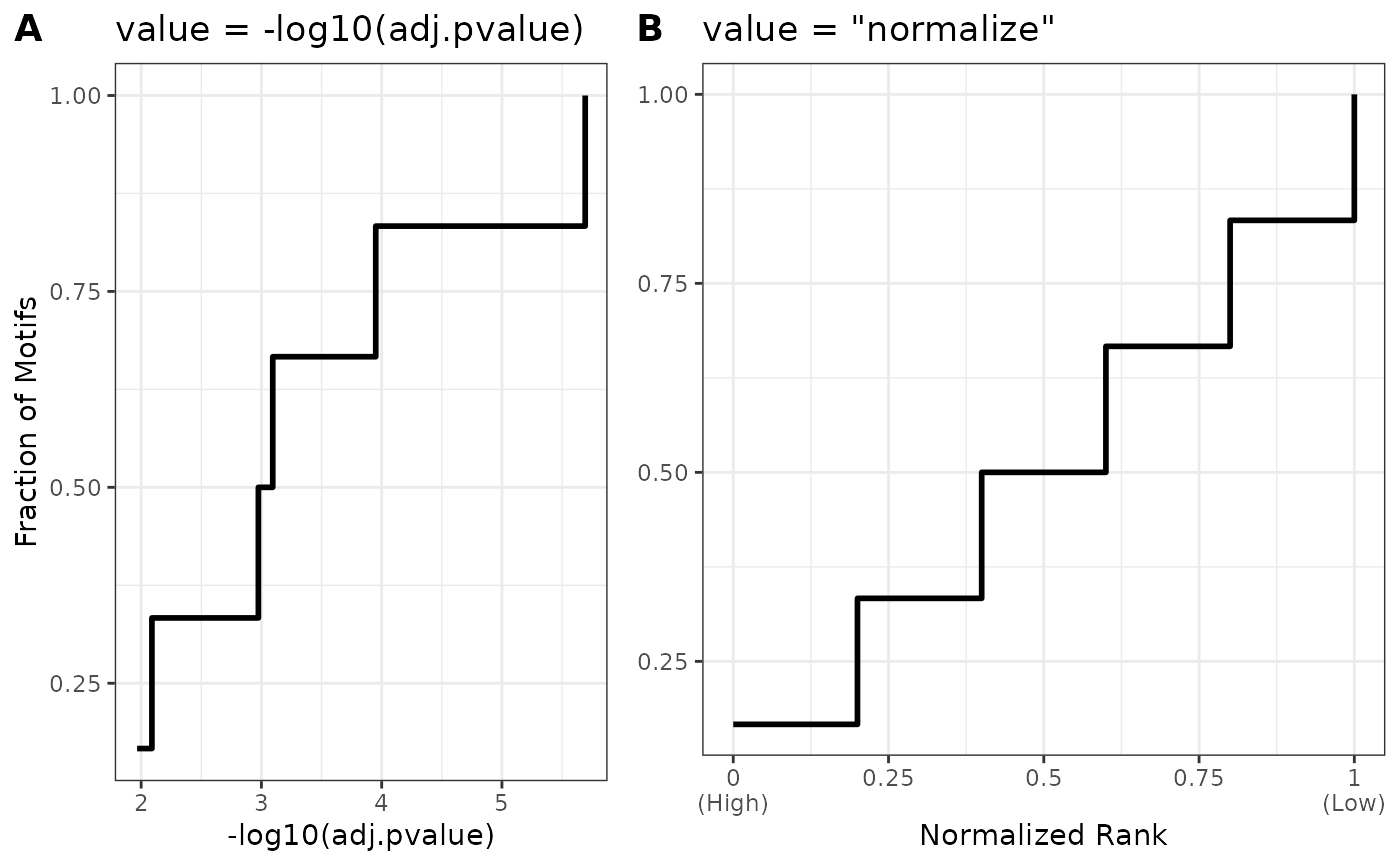 A value = -log10(adj.pvalue)
Fraction of Motifs
1.00
0.75
0.50
0.25
2 3 4 5
-log10(adj.pvalue)
B value = "normalize"
1.00
0.75
0.50
0.25
0 0.25 0.5 0.75 1
(High) (Low)
Normalized Rank